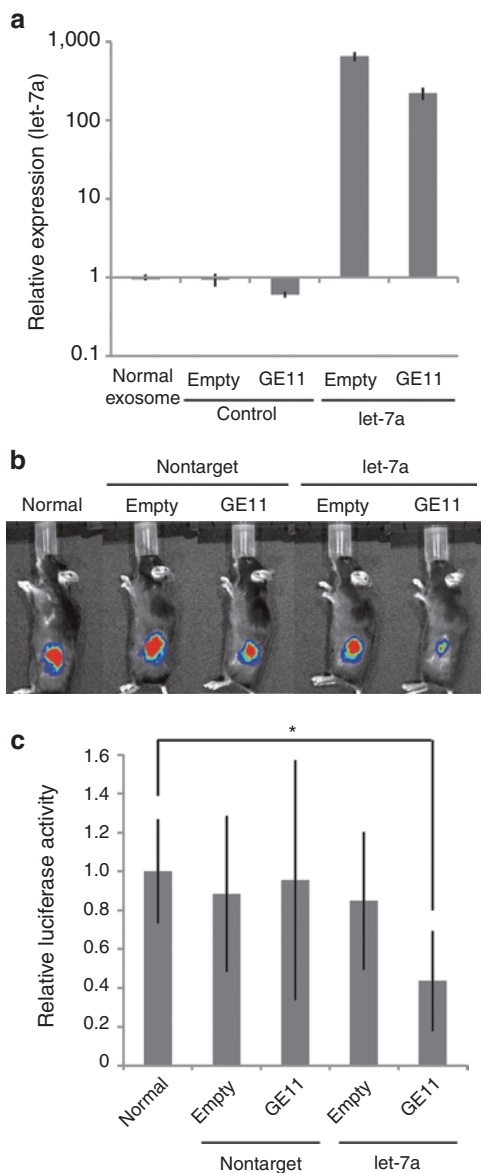 a
Relative expression (let-7a)
1,000
100
10
1
0.1
Normal exosome
Empty
GE11
Empty
GE11
Control
let-7a
b
Nontarget
let-7a
Normal
Empty
GE11
Empty
GE11
c
Relative luciferase activity
*
1.6
1.4
1.2
1.0
0.8
0.6
0.4
0.2
0
Normal
Empty
GE11
Empty
GE11
Nontarget
let-7a